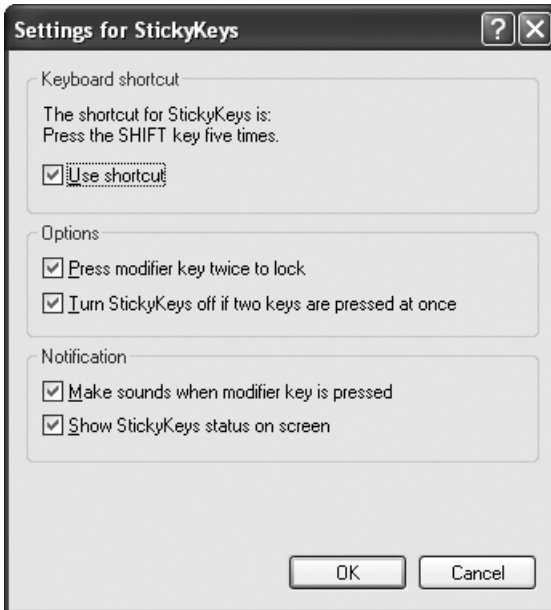 Settings for StickyKeys
Keyboard shortcut
The shortcut for StickyKeys is:
Press the SHIFT key five times.
Use shortcut
Options
Press modifier key twice to lock
Turn StickyKeys off if two keys are pressed at once
Notification
Make sounds when modifier key is pressed
Show StickyKeys status on screen
OK
Cancel